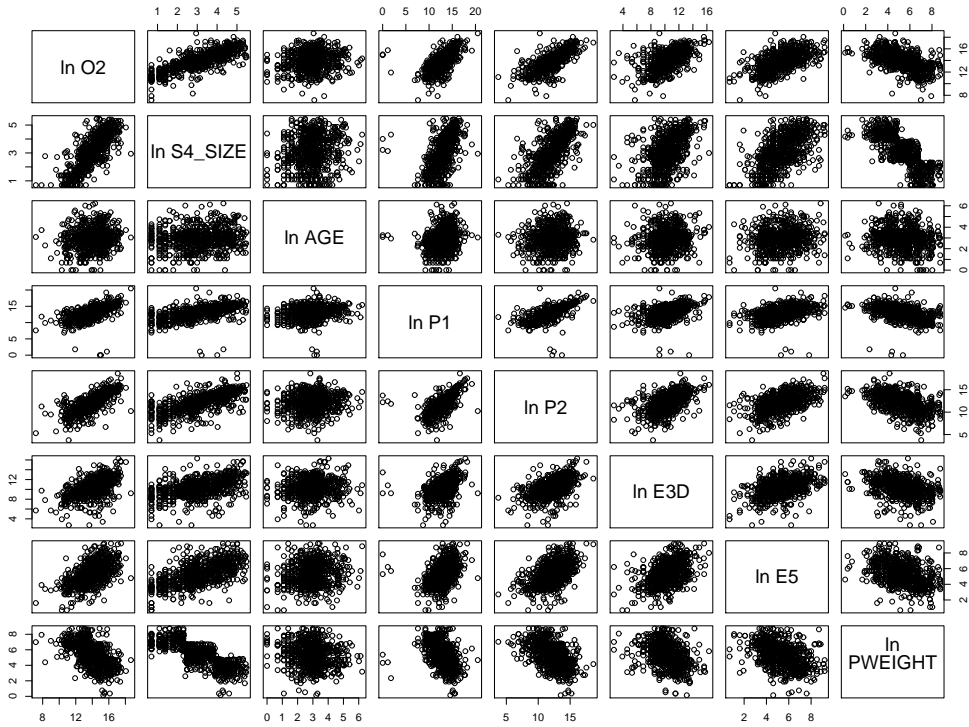 1 2 3 4 5
0 5 10 15 20
4 8 12 16
0 2 4 6 8
ln O2
8 12 16
1 3 5
ln S4_SIZE
ln AGE
0 2 4 6
0 5 15
ln P1
ln P2
5 10 15
4 8 12
ln E3D
ln E5
2 4 6 8
0 2 4 6 8
ln
PWEIGHT
8 12 16
0 1 2 3 4 5 6
5 10 15
2 4 6 8